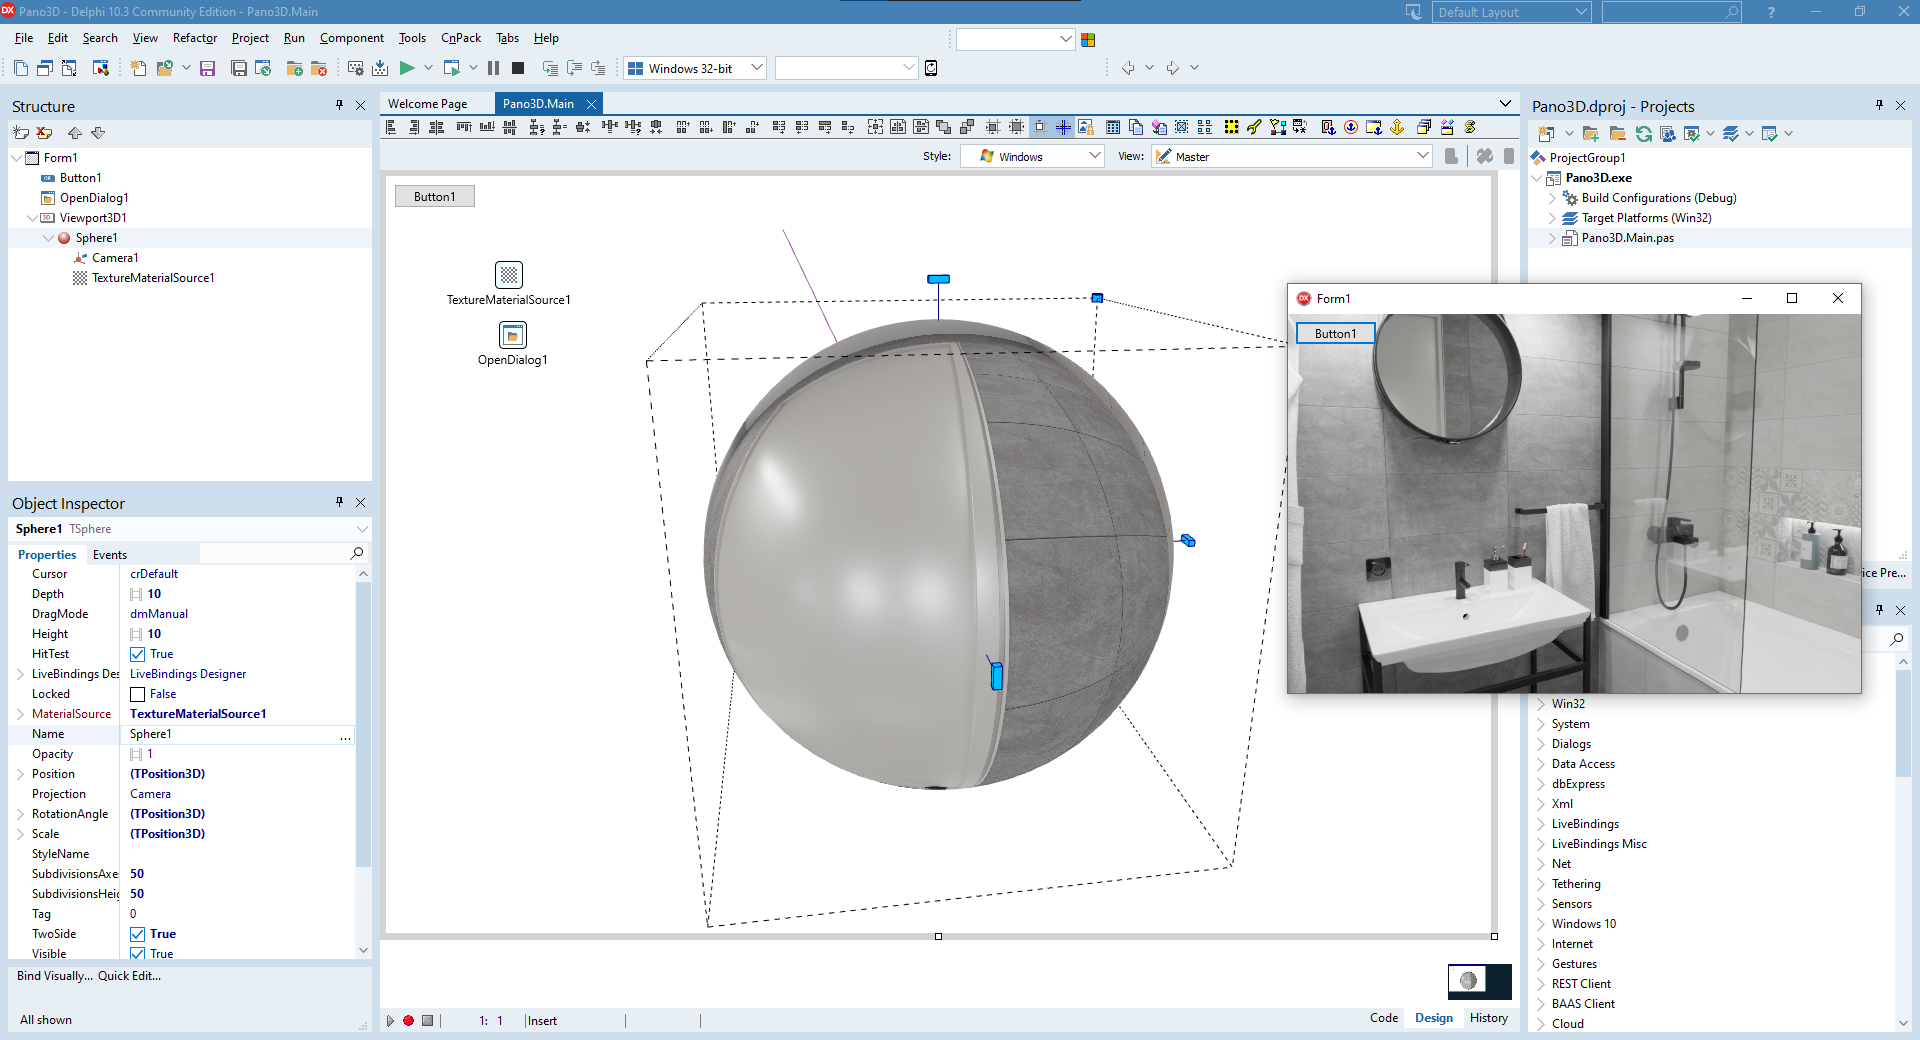 Pano3D - Delphi 10.3 Community Edition - Pano3D.Main
Default Layout
File Edit Search View Refactor Project Run Component Tools CnPack Tabs Help
Windows 32-bit
Structure
Form1
Button1
OpenDialog1
Viewport3D1
Sphere1
Camera1
TextureMaterialSource1
Object Inspector
Sphere1 TSphere
Properties Events
Cursor crDefault
Depth 10
DragMode dmManual
Height 10
HitTest True
LiveBindings Des LiveBindings Designer
Locked False
MaterialSource TextureMaterialSource1
Name Sphere1 ...
Opacity 1
Position (TPosition3D)
Projection Camera
RotationAngle (TPosition3D)
Scale (TPosition3D)
StyleName
SubdivisionsAxe 50
SubdivisionsHeig 50
Tag 0
TwoSide True
Visible True
Bind Visually... Quick Edit...
All shown
Welcome Page Pano3D.Main
Style: Windows View: Master
Button1
TextureMaterialSource1
OpenDialog1
1: 1 Insert
Code Design History
Pano3D.dproj - Projects
ProjectGroup1
Pano3D.exe
Build Configurations (Debug)
Target Platforms (Win32)
Pano3D.Main.pas
Form1
Button1
ice Pre...
Win32
System
Dialogs
Data Access
dbExpress
Xml
LiveBindings
LiveBindings Misc
Net
Tethering
Sensors
Windows 10
Internet
Gestures
REST Client
BAAS Client
Cloud